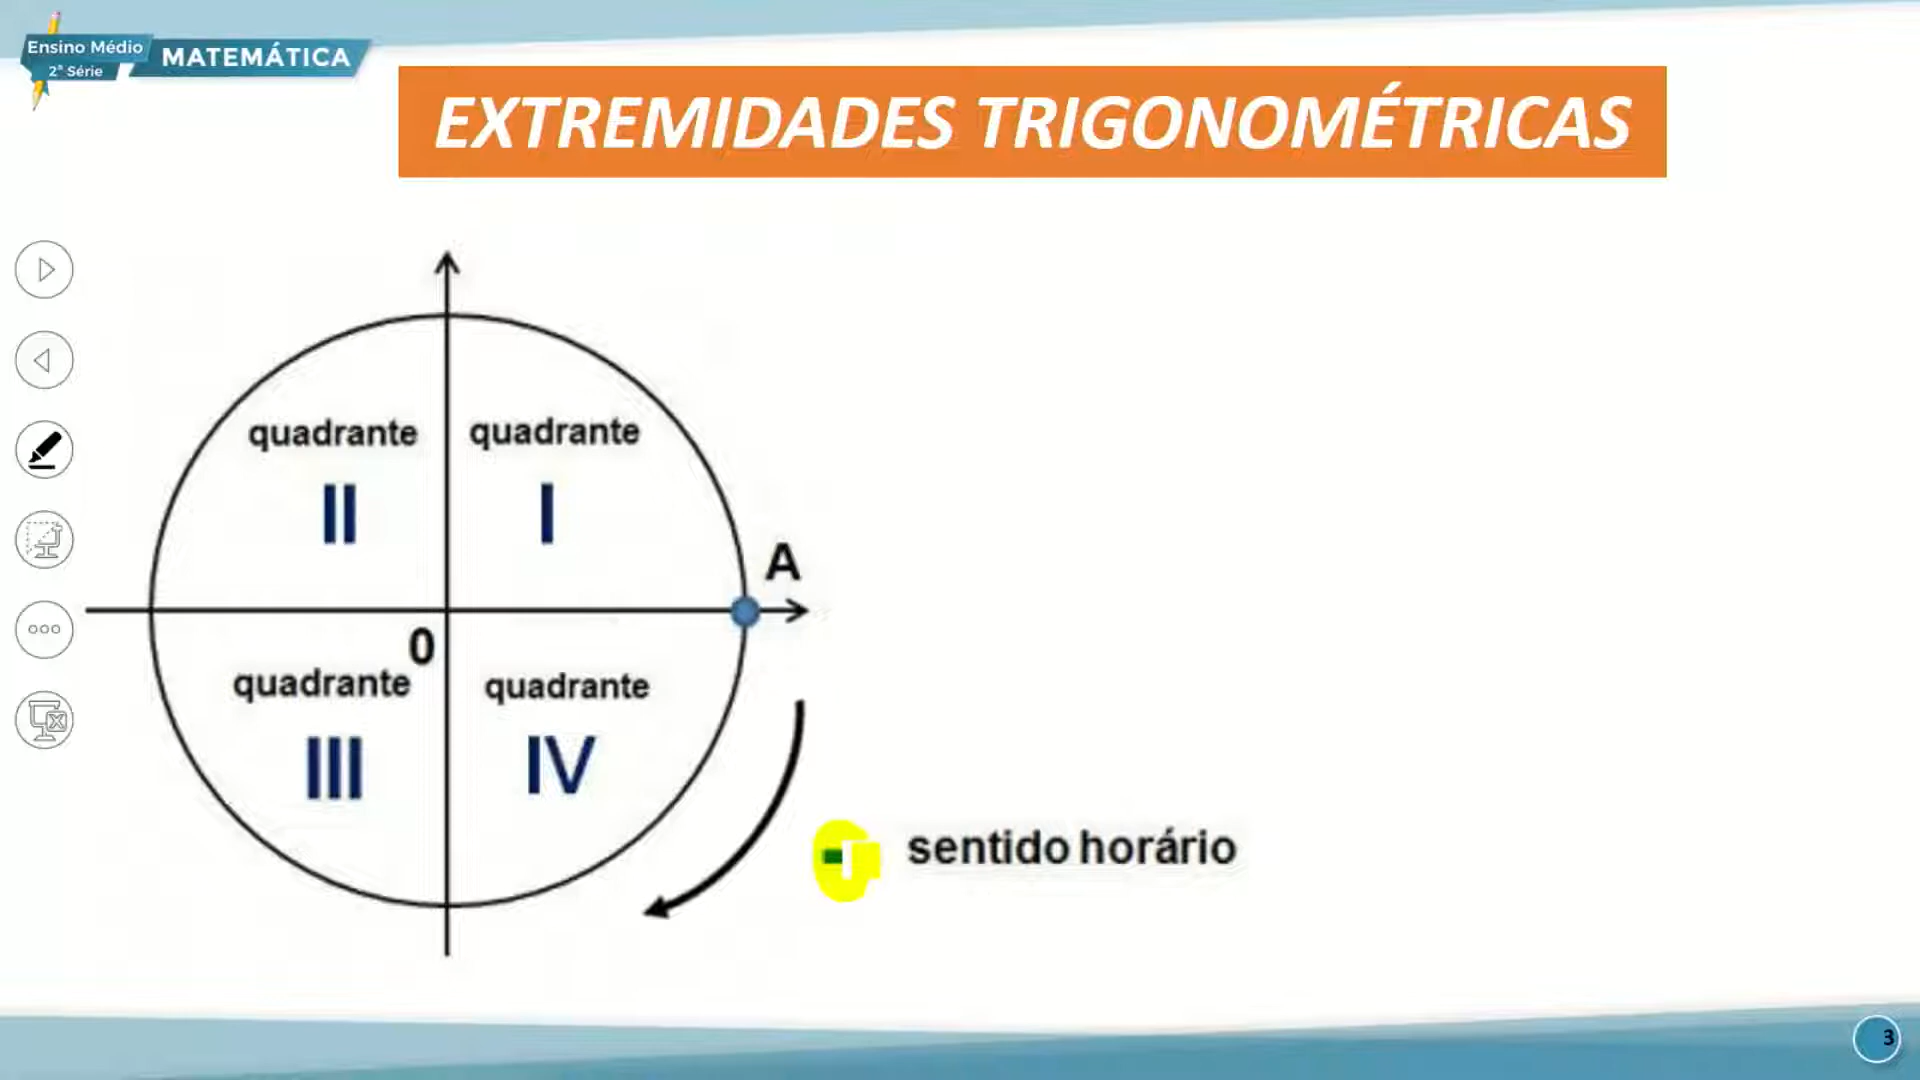 Ensino Médio
2ª Série
MATEMÁTICA
EXTREMIDADES TRIGONOMÉTRICAS
quadrante quadrante
II I
A
0
quadrante quadrante
III IV
- sentido horário
3